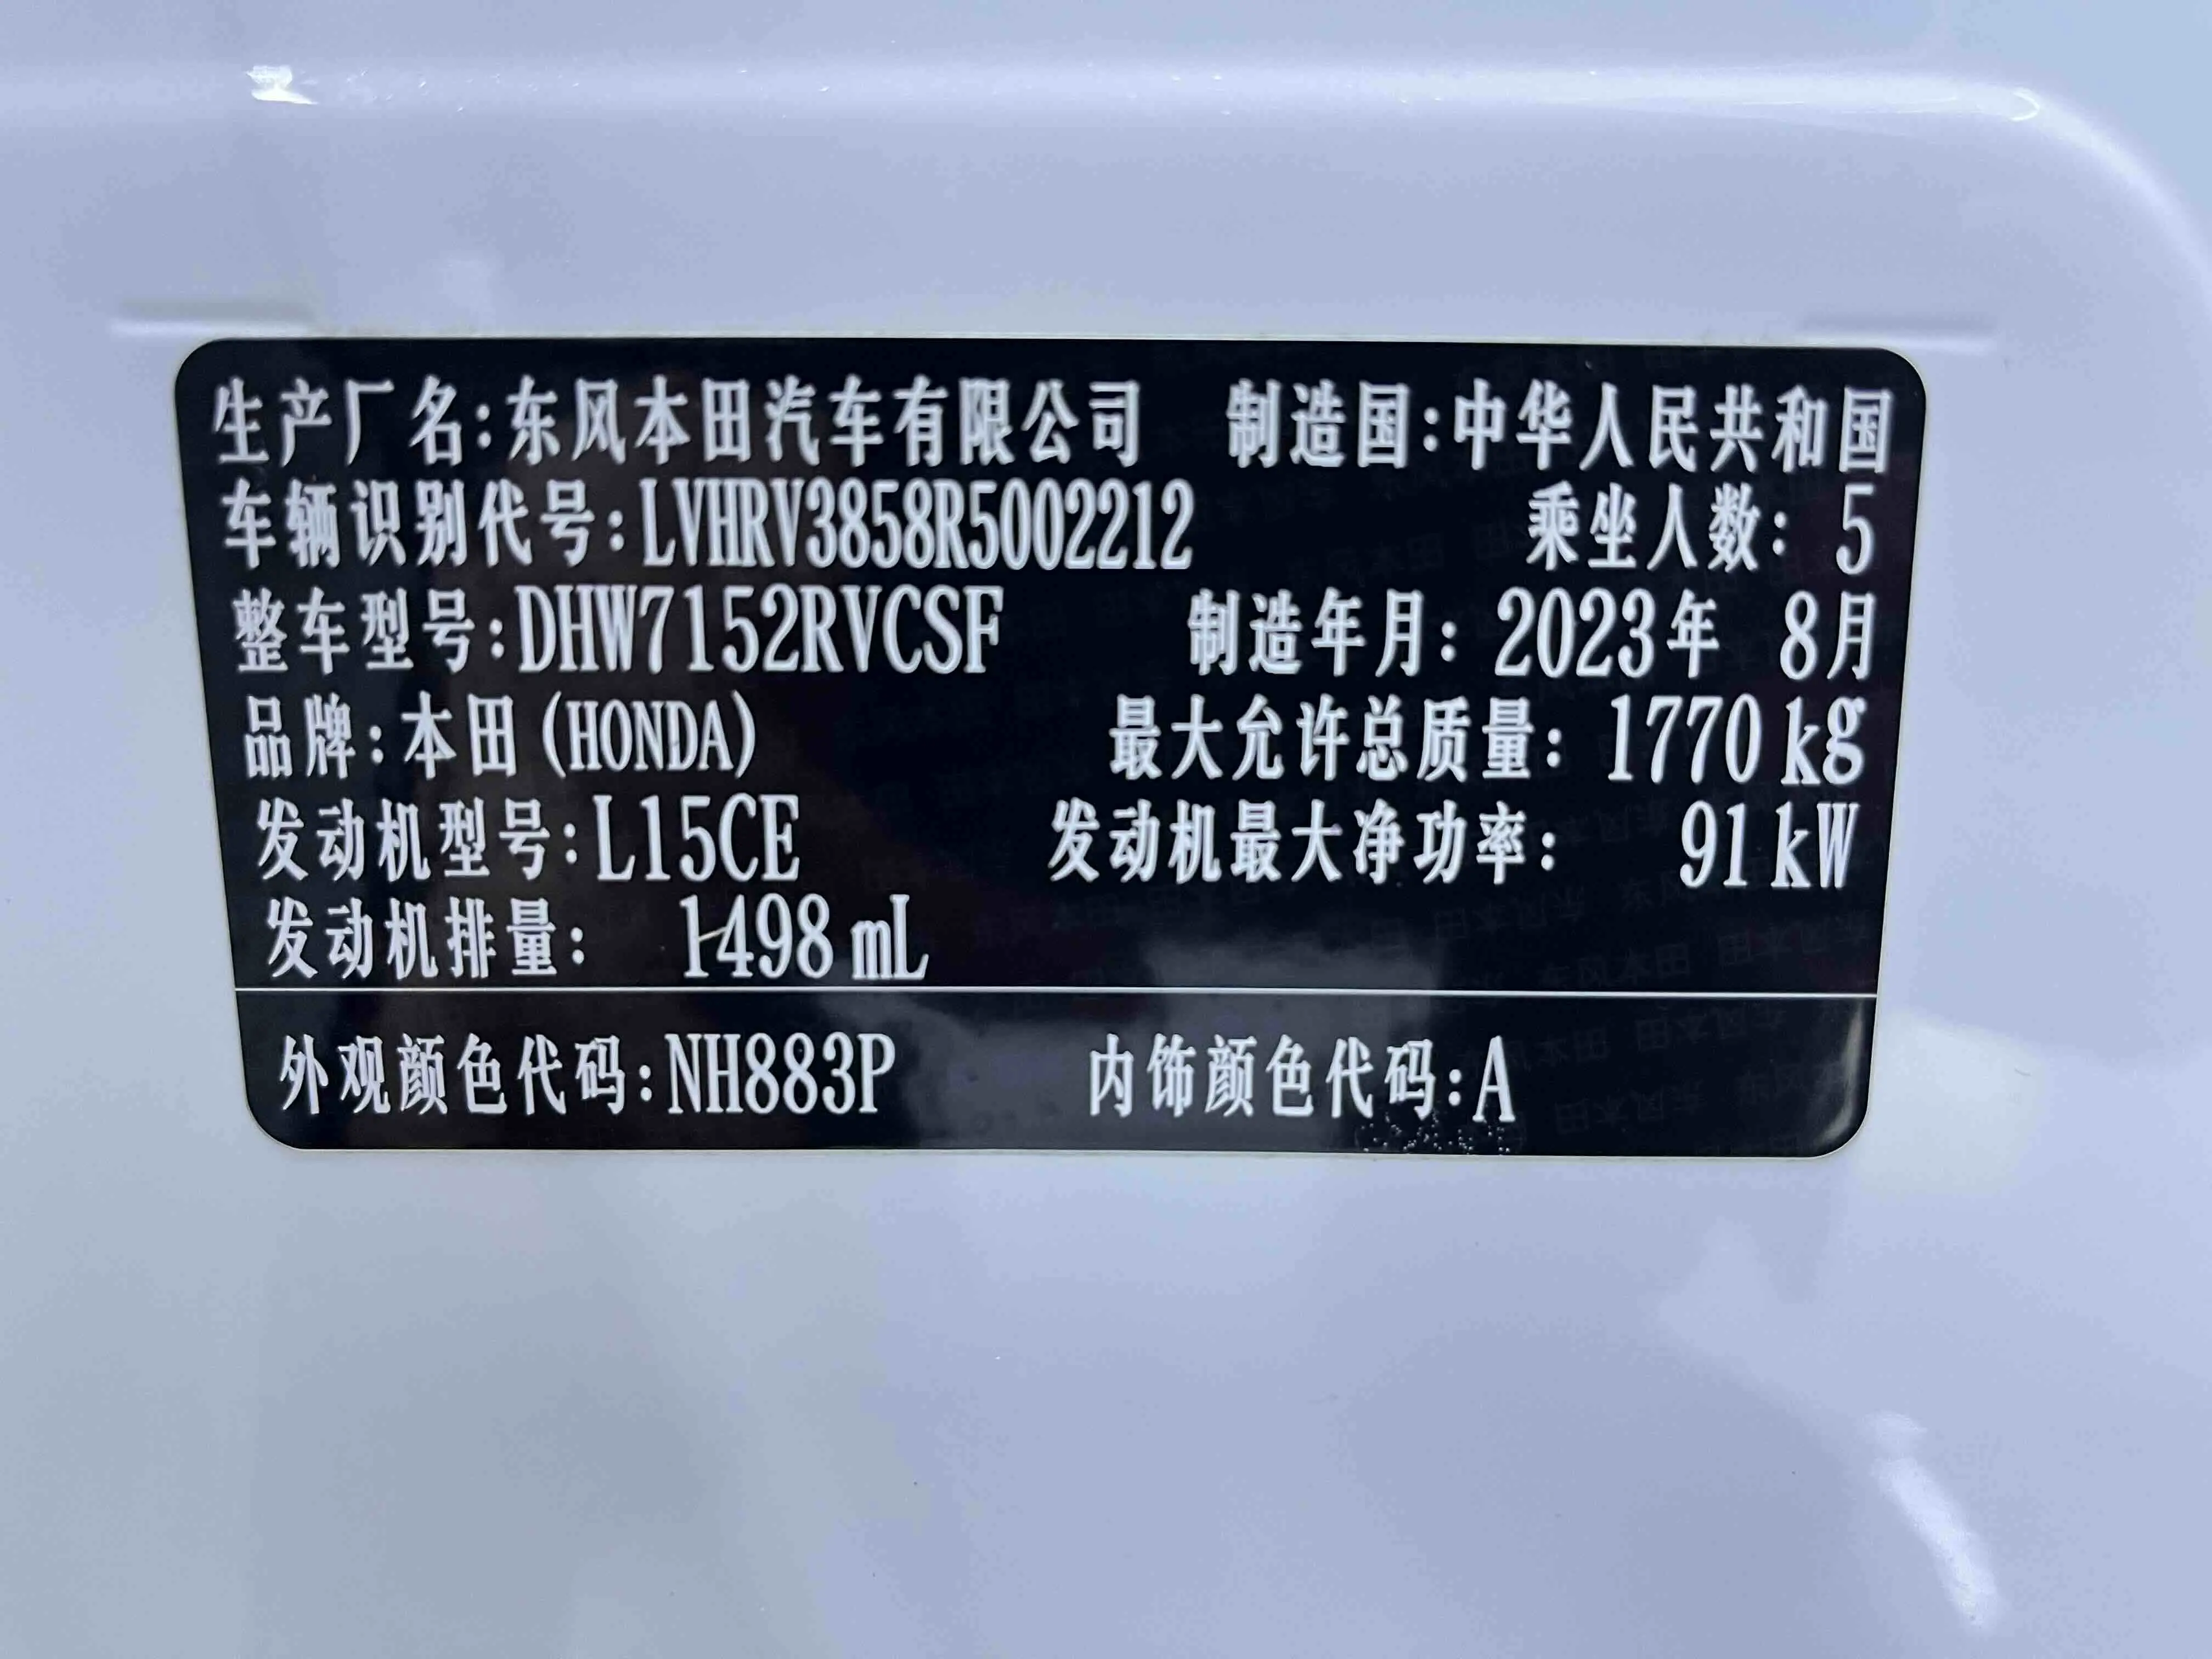 生产厂名:东风本田汽车有限公司 制造国:中华人民共和国
车辆识别代号:LVHRV3858R5002212 乘坐人数: 5
整车型号:DHW7152RVCSF 制造年月: 2023年 8月
品牌:本田(HONDA) 最大允许总质量: 1770 kg
发动机型号:L15CE 发动机最大净功率: 91 kW
发动机排量: 1498 mL
外观颜色代码:NH883P 内饰颜色代码:A